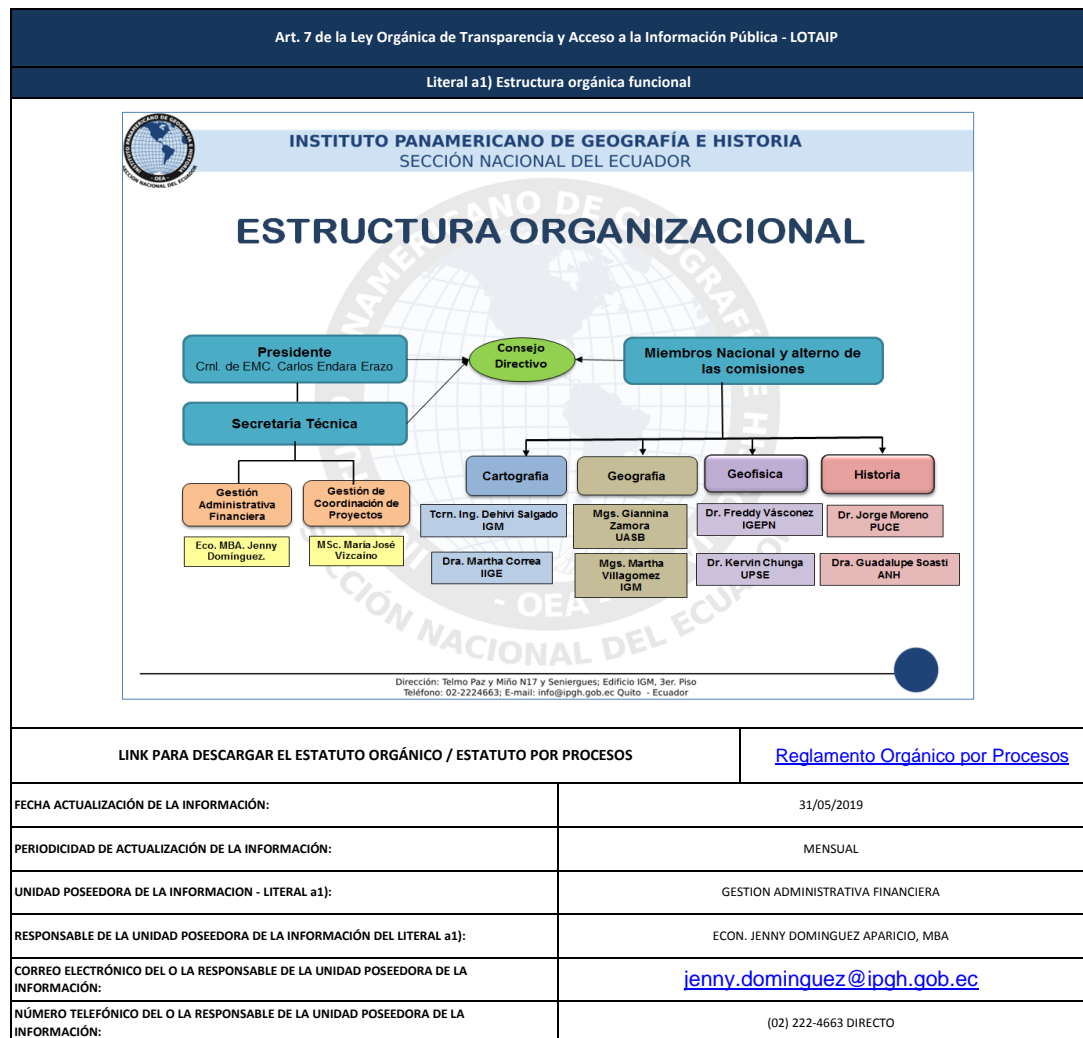 Art. 7 de la Ley Orgánica de Transparencia y Acceso a la Información Pública - LOTAIP
Literal a1) Estructura orgánica funcional
INSTITUTO PANAMERICANO DE GEOGRAFÍA E HISTORIA
SECCIÓN NACIONAL DEL ECUADOR
ESTRUCTURA ORGANIZACIONAL
Presidente
Crnl. de EMC. Carlos Endara Erazo
Consejo
Directivo
Miembros Nacional y alterno de
las comisiones
Secretaría Técnica
Gestión
Administrativa
Financiera
Gestión de
Coordinación de
Proyectos
Eco. MBA. Jenny
Domínguez.
MSc. María José
Vizcaíno
Cartografía
Geografía
Geofísica
Historia
Tcrn. Ing. Dehivi Salgado
IGM
Mgs. Giannina
Zamora
UASB
Dr. Freddy Vásconez
IGEPN
Dr. Jorge Moreno
PUCE
Dra. Martha Correa
IIGE
Mgs. Martha
Villagomez
IGM
Dr. Kervin Chunga
UPSE
Dra. Guadalupe Soasti
ANH
- OEA -
SECCIÓN NACIONAL DEL ECUADOR
Dirección: Telmo Paz y Miño N17 y Seniergues; Edificio IGM, 3er. Piso
Teléfono: 02-2224663; E-mail: info@ipgh.gob.ec Quito - Ecuador
LINK PARA DESCARGAR EL ESTATUTO ORGÁNICO / ESTATUTO POR PROCESOS
Reglamento Orgánico por Procesos
FECHA ACTUALIZACIÓN DE LA INFORMACIÓN:
31/05/2019
PERIODICIDAD DE ACTUALIZACIÓN DE LA INFORMACIÓN:
MENSUAL
UNIDAD POSEEDORA DE LA INFORMACION - LITERAL a1):
GESTION ADMINISTRATIVA FINANCIERA
RESPONSABLE DE LA UNIDAD POSEEDORA DE LA INFORMACIÓN DEL LITERAL a1):
ECON. JENNY DOMINGUEZ APARICIO, MBA
CORREO ELECTRÓNICO DEL O LA RESPONSABLE DE LA UNIDAD POSEEDORA DE LA
INFORMACIÓN:
jenny.dominguez@ipgh.gob.ec
NÚMERO TELEFÓNICO DEL O LA RESPONSABLE DE LA UNIDAD POSEEDORA DE LA
INFORMACIÓN:
(02) 222-4663 DIRECTO